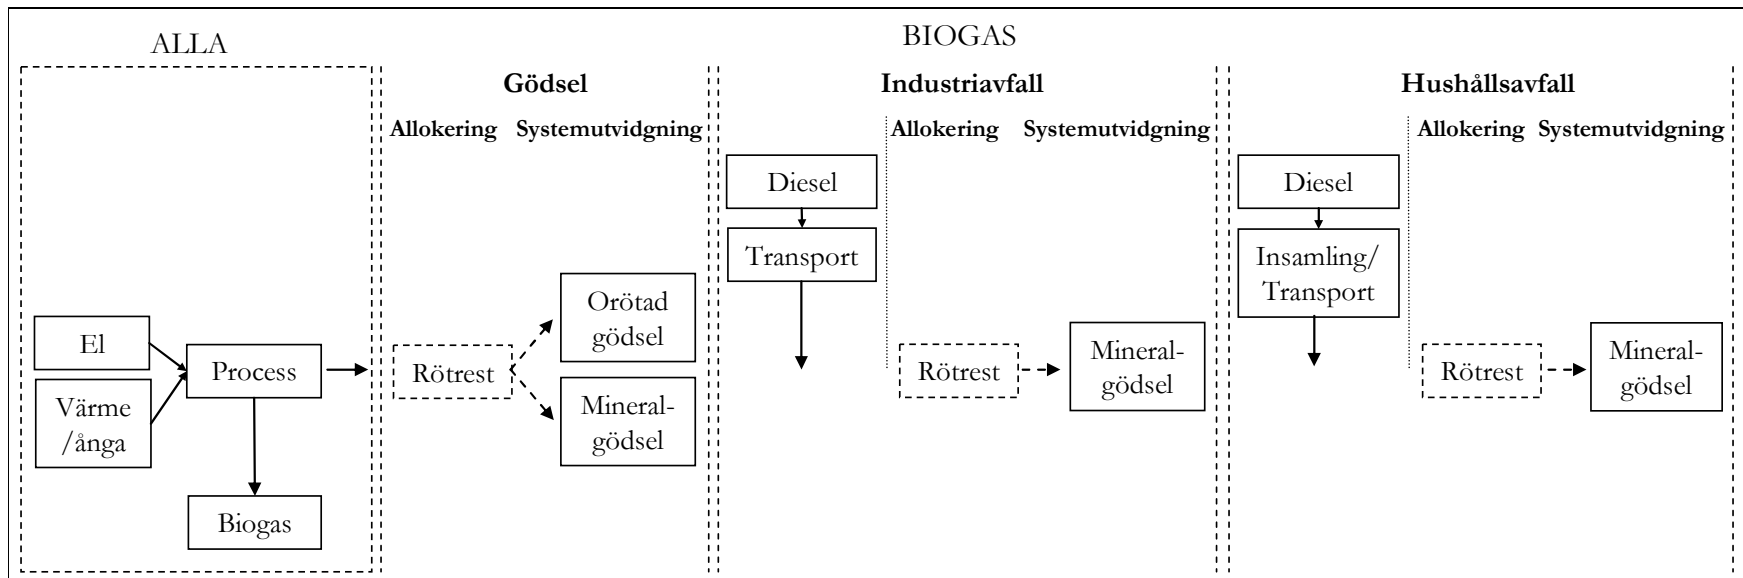 ALLA
BIOGAS
El
Värme
/ånga
Process
Biogas
Gödsel
Allokering
Systemutvidgning
Rötrest
Orötad
gödsel
Mineral-
gödsel
Industriavfall
Diesel
Transport
Allokering
Systemutvidgning
Rötrest
Mineral-
gödsel
Hushållsavfall
Diesel
Insamling/
Transport
Allokering
Systemutvidgning
Rötrest
Mineral-
gödsel